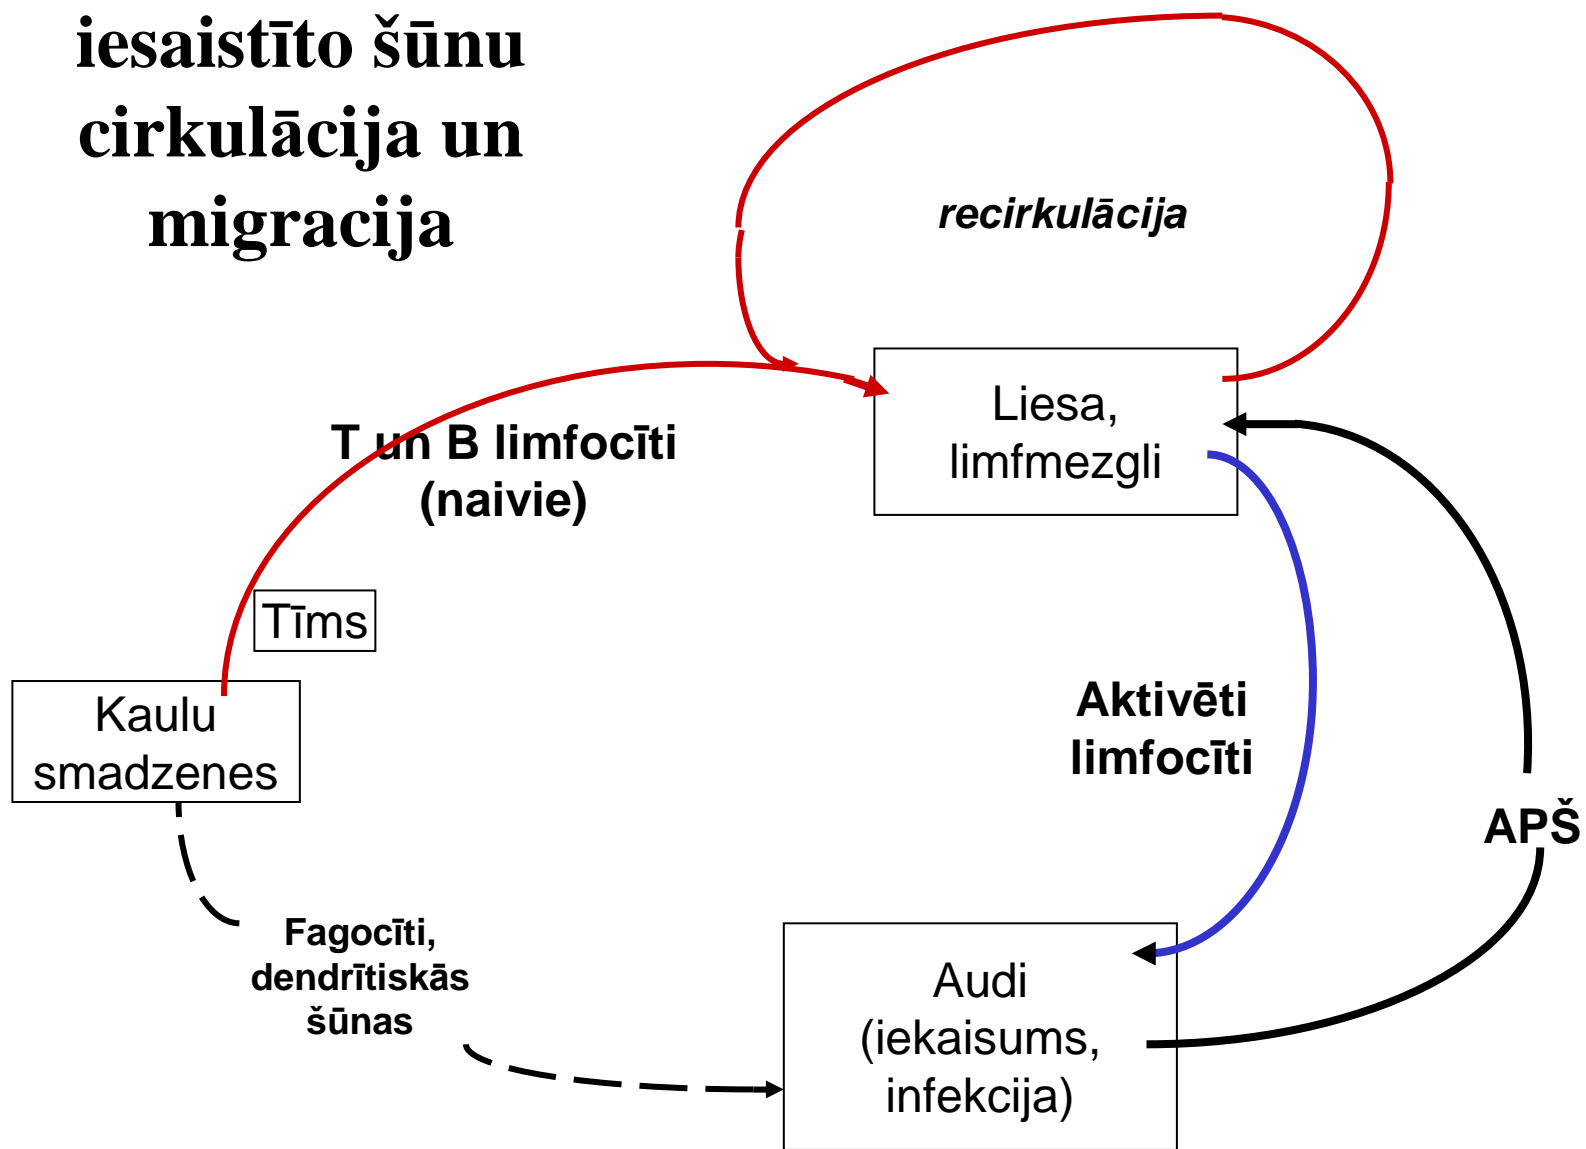 iesaistīto šūnu
cirkulācija un
migracija
recirkulācija
Liesa,
limfmezgli
T un B limfocīti
(naivie)
Tīms
Kaulu
smadzenes
Aktivēti
limfocīti
APŠ
Fagocīti,
dendrītiskās
šūnas
Audi
(iekaisums,
infekcija)